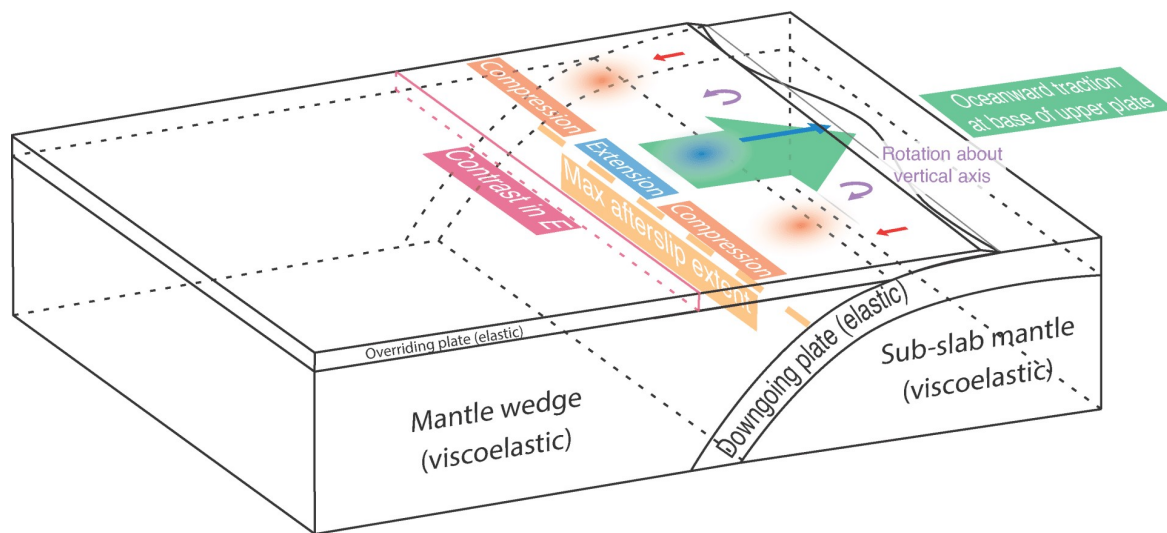 Compression
Oceanward traction
at base of upper plate
Extension
Rotation about
vertical axis
Contrast in E
Max afterslip extent
Compression
Overriding plate (elastic)
Downgoing plate (elastic)
Sub-slab mantle
(viscoelastic)
Mantle wedge
(viscoelastic)